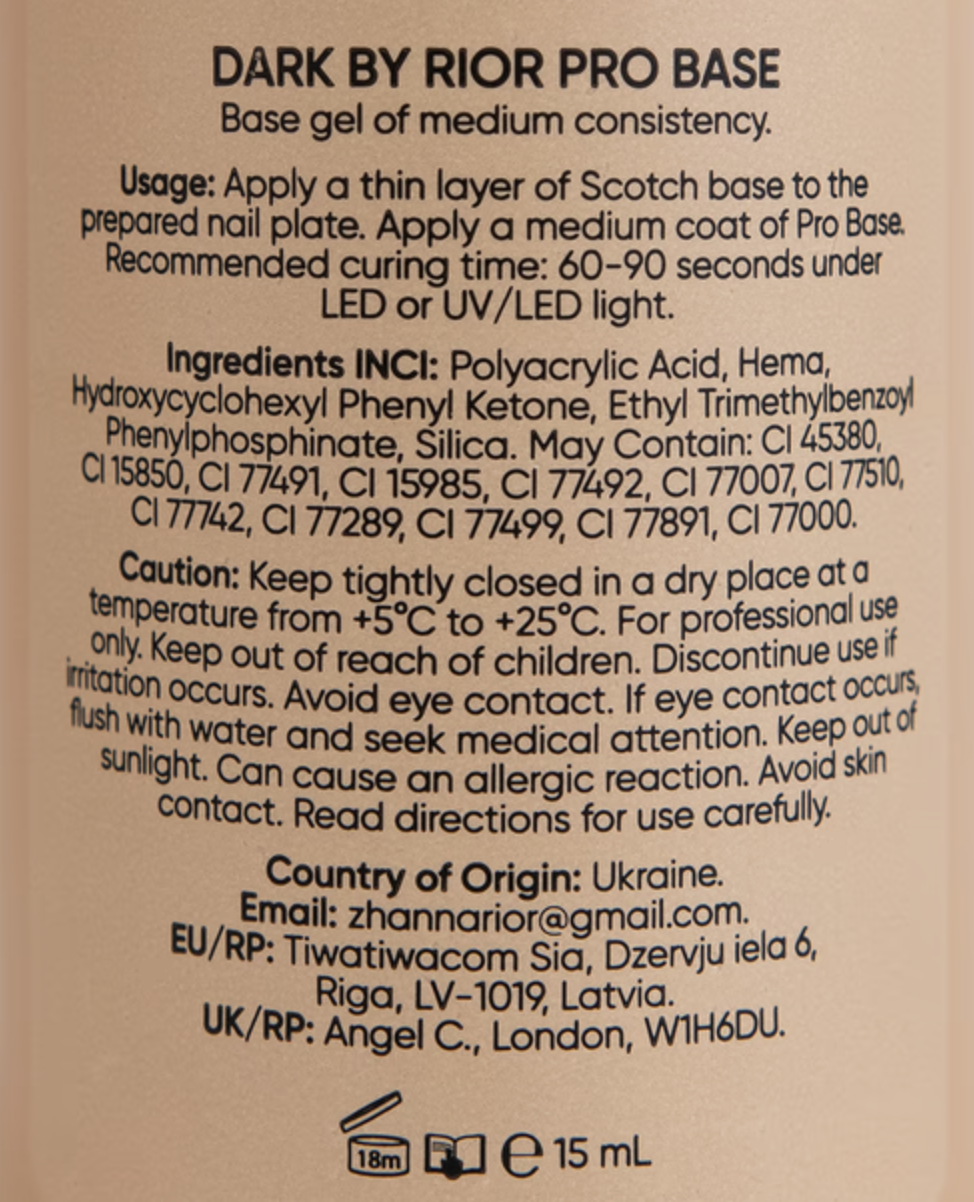 DARK BY RIOR PRO BASE
Base gel of medium consistency.
Usage: Apply a thin layer of Scotch base to the
prepared nail plate. Apply a medium coat of Pro Base.
Recommended curing time: 60-90 seconds under
LED or UV/LED light.
Ingredients INCI: Polyacrylic Acid, Hema,
Hydroxycyclohexyl Phenyl Ketone, Ethyl Trimethylbenzoyl
Phenylphosphinate, Silica. May Contain: CI 45380,
CI 15850, CI 77491, CI 15985, CI 77492, CI 77007, CI 77510,
CI 77742, CI 77289, CI 77499, CI 77891, CI 77000.
Caution: Keep tightly closed in a dry place at a
temperature from +5°C to +25°C. For professional use
only. Keep out of reach of children. Discontinue use if
irritation occurs. Avoid eye contact. If eye contact occurs,
flush with water and seek medical attention. Keep out of
sunlight. Can cause an allergic reaction. Avoid skin
contact. Read directions for use carefully.
Country of Origin: Ukraine.
Email: zhannarior@gmail.com.
EU/RP: Tiwatiwacom Sia, Dzervju iela 6,
Riga, LV-1019, Latvia.
UK/RP: Angel C., London, W1H6DU.
18m ℮ 15 mL